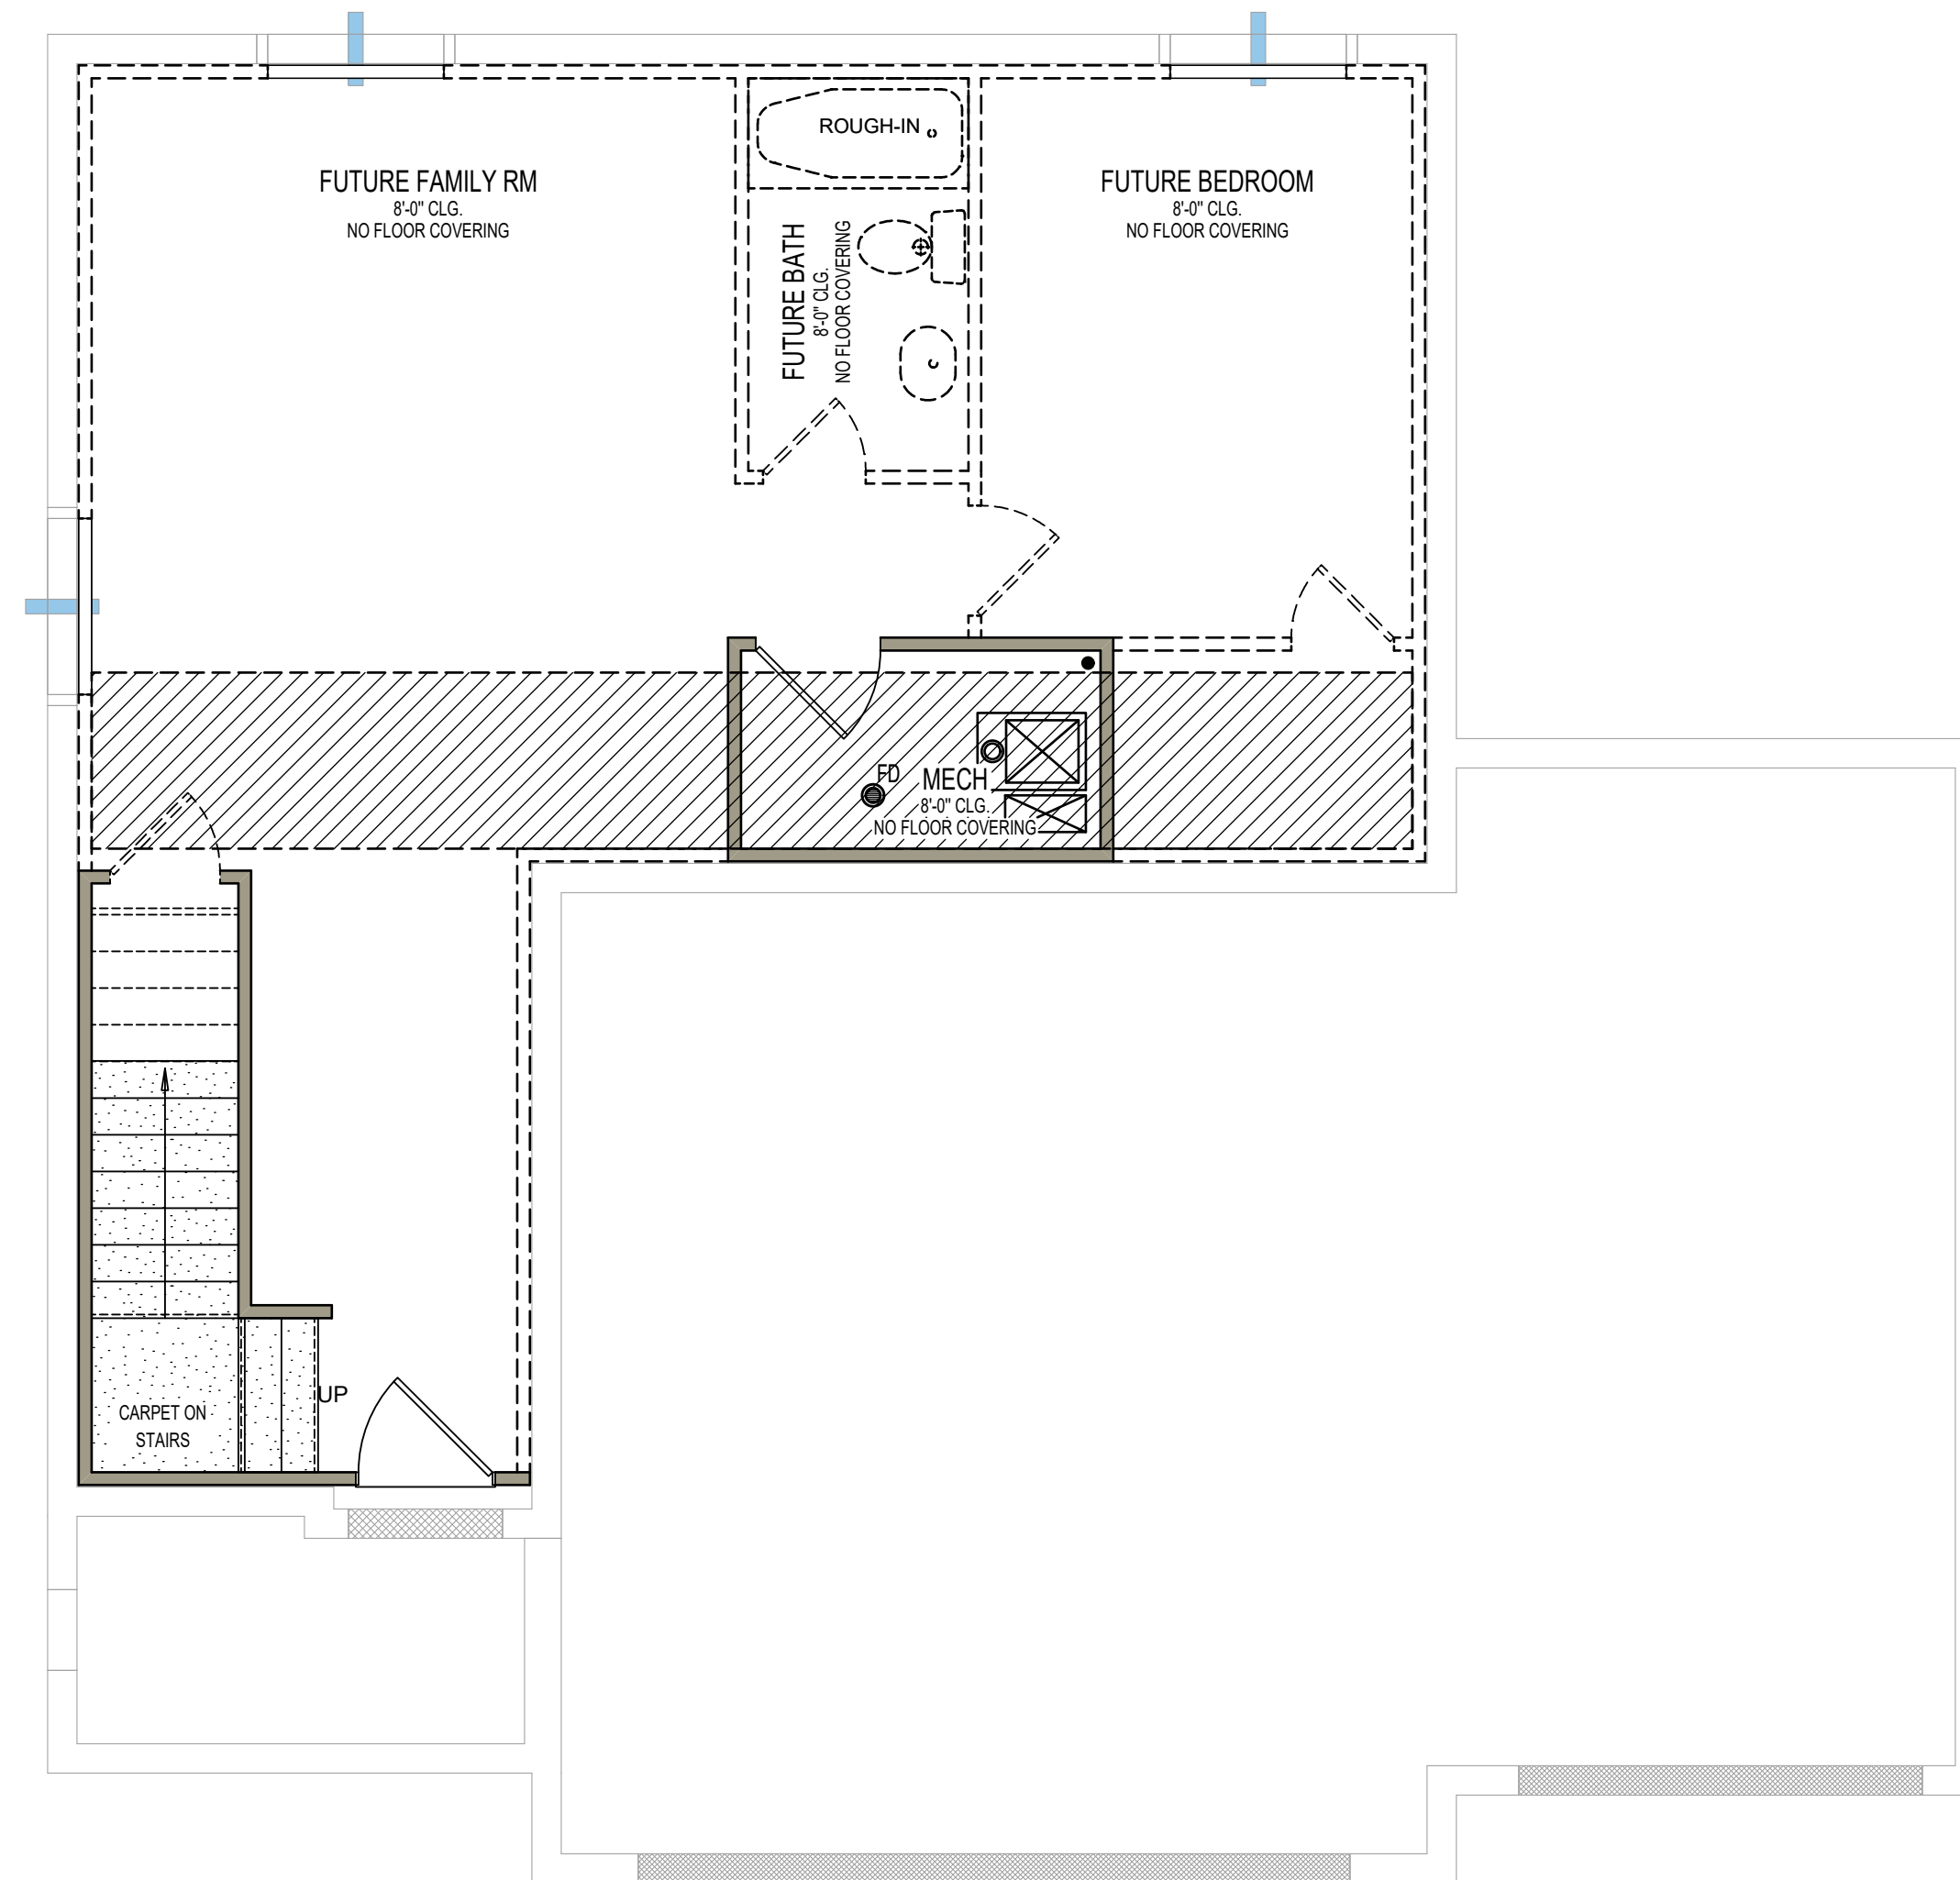 ROUGH-IN
FUTURE FAMILY RM
8'-0" CLG.
NO FLOOR COVERING
FUTURE BATH
8'-0" CLG.
NO FLOOR COVERING
FUTURE BEDROOM
8'-0" CLG.
NO FLOOR COVERING
FD
MECH
8'-0" CLG.
NO FLOOR COVERING
UP
CARPET ON
STAIRS